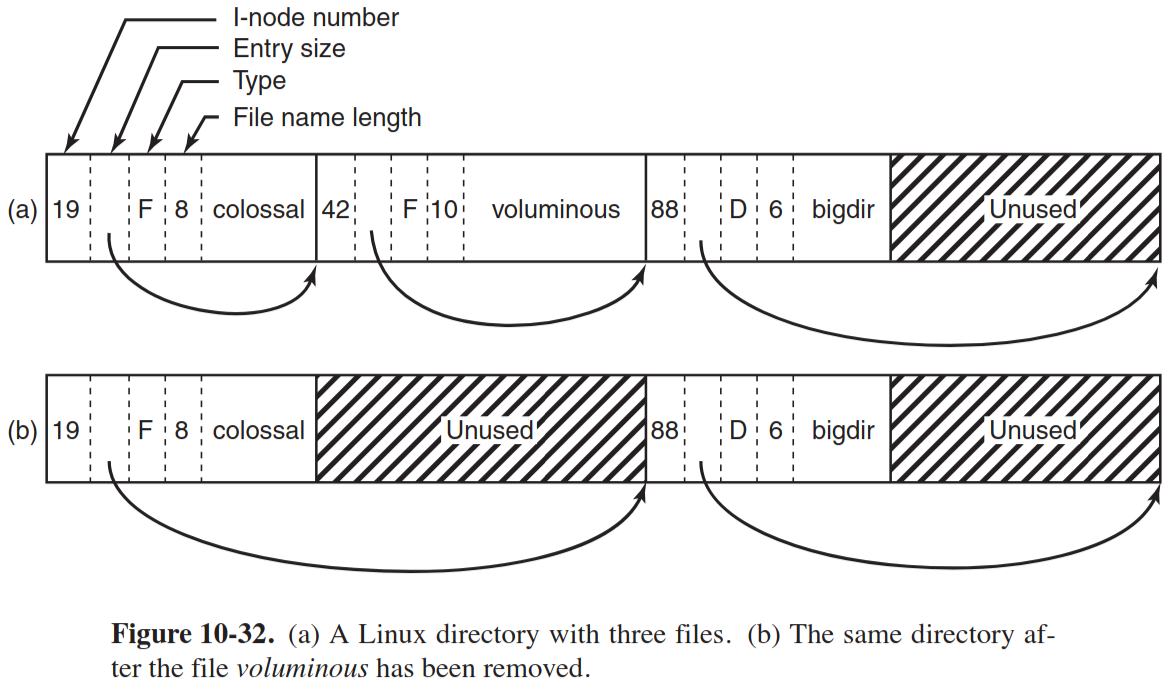 I-node number
Entry size
Type
File name length
(a) 19 F 8 colossal 42 F 10 voluminous 88 D 6 bigdir Unused
(b) 19 F 8 colossal Unused 88 D 6 bigdir Unused
Figure 10-32. (a) A Linux directory with three files. (b) The same directory af-
ter the file voluminous has been removed.